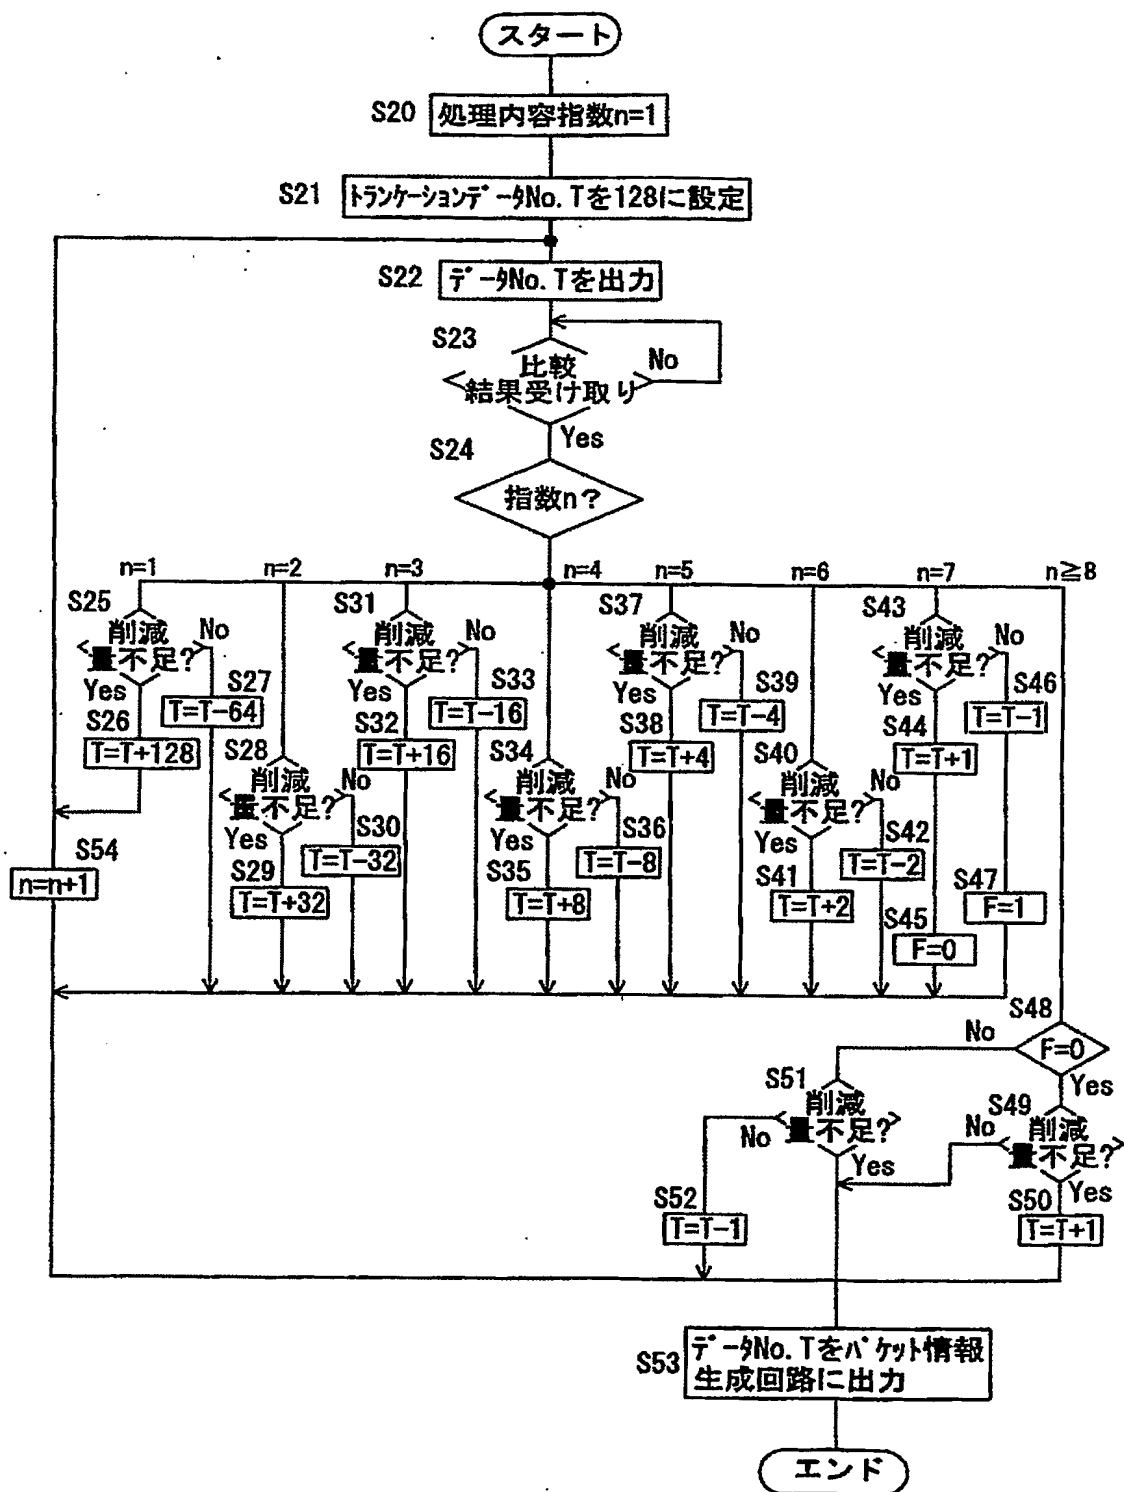 スタート
S20
処理内容指数n=1
S21
トランケーションデータNo.Tを128に設定
S22
データNo.Tを出力
S23
比較
結果受け取り
No
Yes
S24
指数n?
n=1
n=2
n=3
n=4
n=5
n=6
n=7
n≧8
S25
削減
量不足?
No
Yes
S26
T=T+128
S27
T=T-64
S28
削減
量不足?
No
Yes
S29
T=T+32
S30
T=T-32
S31
削減
量不足?
No
Yes
S32
T=T+16
S33
T=T-16
S34
削減
量不足?
No
Yes
S35
T=T+8
S36
T=T-8
S37
削減
量不足?
No
Yes
S38
T=T+4
S39
T=T-4
S40
削減
量不足?
No
Yes
S41
T=T+2
S42
T=T-2
S43
削減
量不足?
No
Yes
S44
T=T+1
S45
F=0
S46
T=T-1
S47
F=1
S54
n=n+1
S48
F=0
No
Yes
S49
削減
量不足?
No
Yes
S50
T=T+1
S51
削減
量不足?
No
Yes
S52
T=T-1
S53
データNo.Tをパケット情報
生成回路に出力
エンド